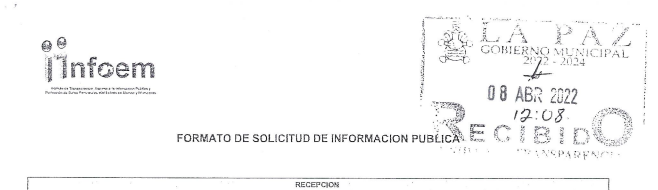 infoem
LA PAZ
GOBIERNO MUNICIPAL
2022 - 2024
08 ABR 2022
12:08
RECIBIDO
TRANSPARENCIA
FORMATO DE SOLICITUD DE INFORMACION PUBLICA
RECEPCION